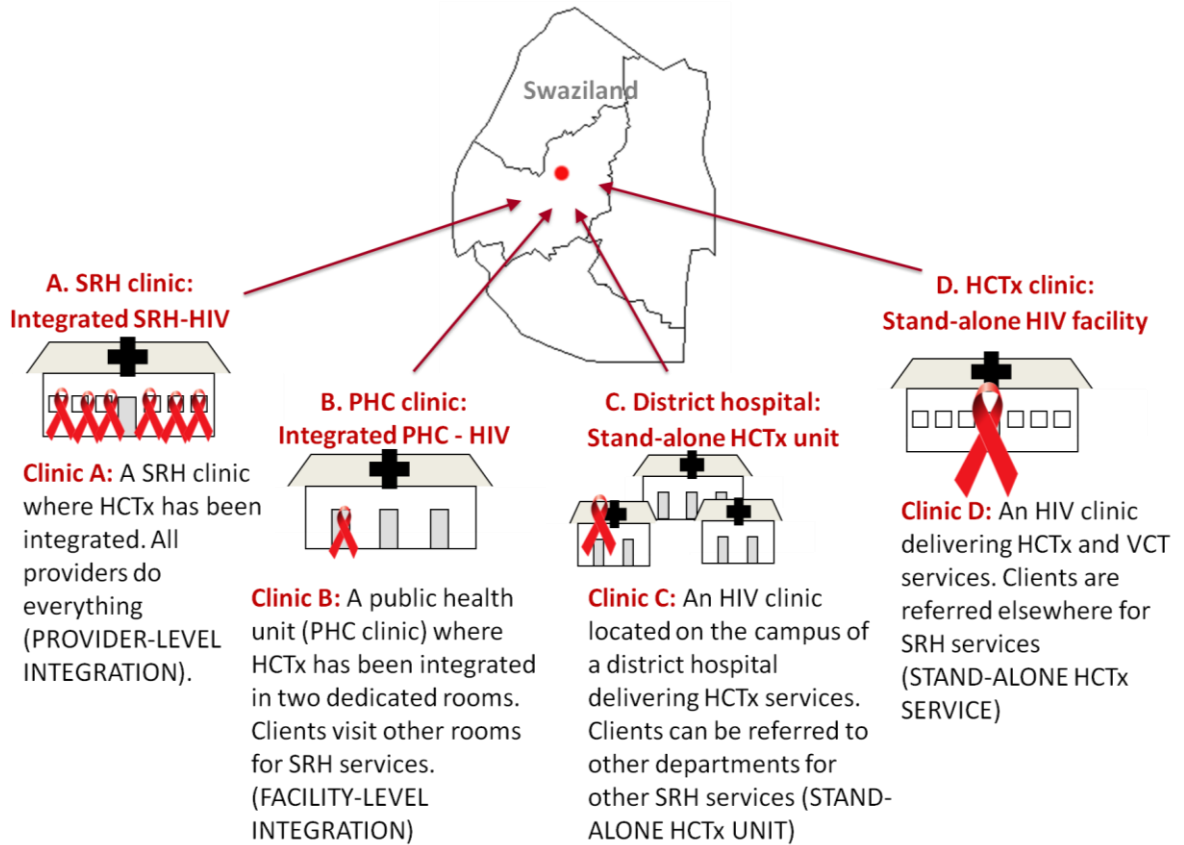 Swaziland
A. SRH clinic:
Integrated SRH-HIV
Clinic A: A SRH clinic
where HCTx has been
integrated. All
providers do
everything
(PROVIDER-LEVEL
INTEGRATION).
B. PHC clinic:
Integrated PHC - HIV
Clinic B: A public health
unit (PHC clinic) where
HCTx has been integrated
in two dedicated rooms.
Clients visit other rooms
for SRH services.
(FACILITY-LEVEL
INTEGRATION)
C. District hospital:
Stand-alone HCTx unit
Clinic C: An HIV clinic
located on the campus of
a district hospital
delivering HCTx services.
Clients can be referred to
other departments for
other SRH services (STAND-
ALONE HCTx UNIT)
D. HCTx clinic:
Stand-alone HIV facility
Clinic D: An HIV clinic
delivering HCTx and VCT
services. Clients are
referred elsewhere for
SRH services
(STAND-ALONE HCTx
SERVICE)